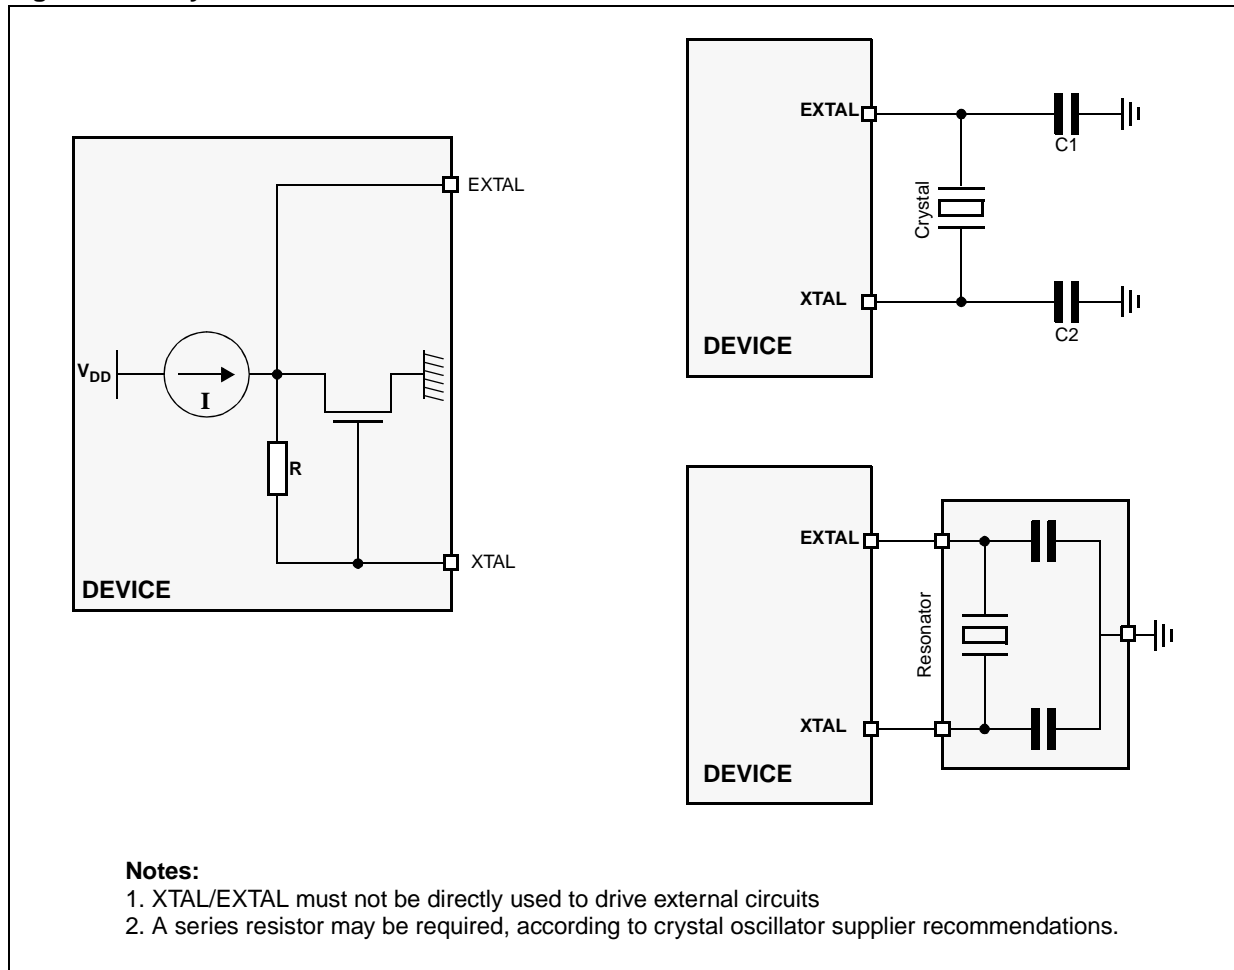 EXTAL
V_DD
I
R
XTAL
DEVICE
EXTAL
C1
Crystal
XTAL
C2
DEVICE
EXTAL
Resonator
XTAL
DEVICE
Notes:
1. XTAL/EXTAL must not be directly used to drive external circuits
2. A series resistor may be required, according to crystal oscillator supplier recommendations.